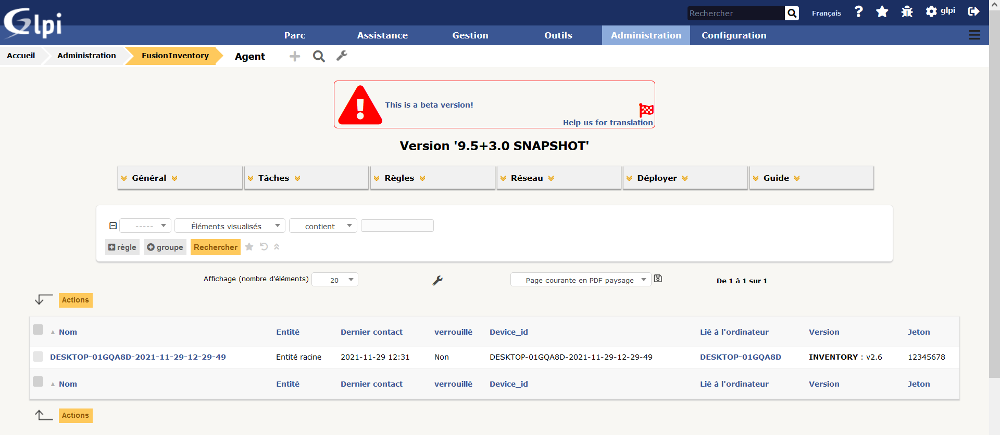 Glpi
Rechercher
Français
glpi
Parc
Assistance
Gestion
Outils
Administration
Configuration
Accueil
Administration
FusionInventory
Agent
This is a beta version!
Help us for translation
Version '9.5+3.0 SNAPSHOT'
Général
Tâches
Règles
Réseau
Déployer
Guide
-----
Éléments visualisés
contient
règle
groupe
Rechercher
Affichage (nombre d'éléments)
20
Page courante en PDF paysage
De 1 à 1 sur 1
Actions
Nom Entité Dernier contact verrouillé Device_id Lié à l'ordinateur Version Jeton
DESKTOP-01GQA8D-2021-11-29-12-29-49 Entité racine 2021-11-29 12:31 Non DESKTOP-01GQA8D-2021-11-29-12-29-49 DESKTOP-01GQA8D INVENTORY : v2.6 12345678
Nom Entité Dernier contact verrouillé Device_id Lié à l'ordinateur Version Jeton
Actions